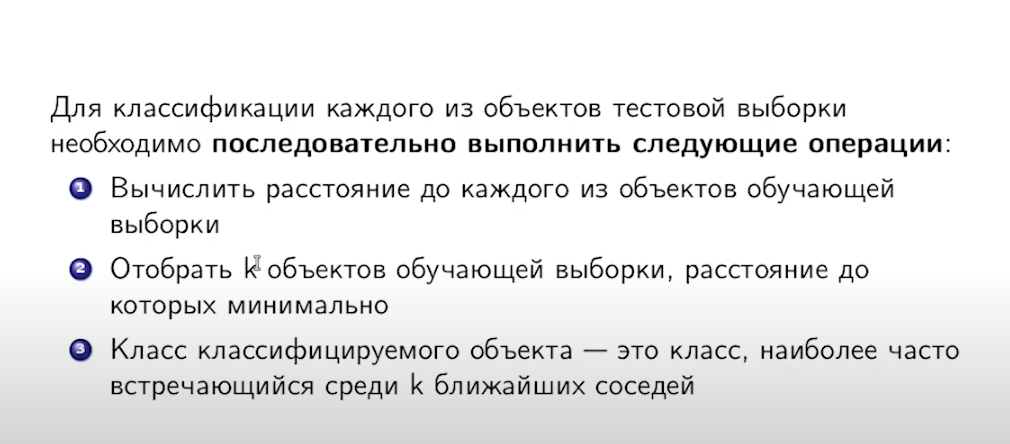 Для классификации каждого из объектов тестовой выборки
необходимо последовательно выполнить следующие операции:
1 Вычислить расстояние до каждого из объектов обучающей
выборки
2 Отобрать k объектов обучающей выборки, расстояние до
которых минимально
3 Класс классифицируемого объекта — это класс, наиболее часто
встречающийся среди k ближайших соседей